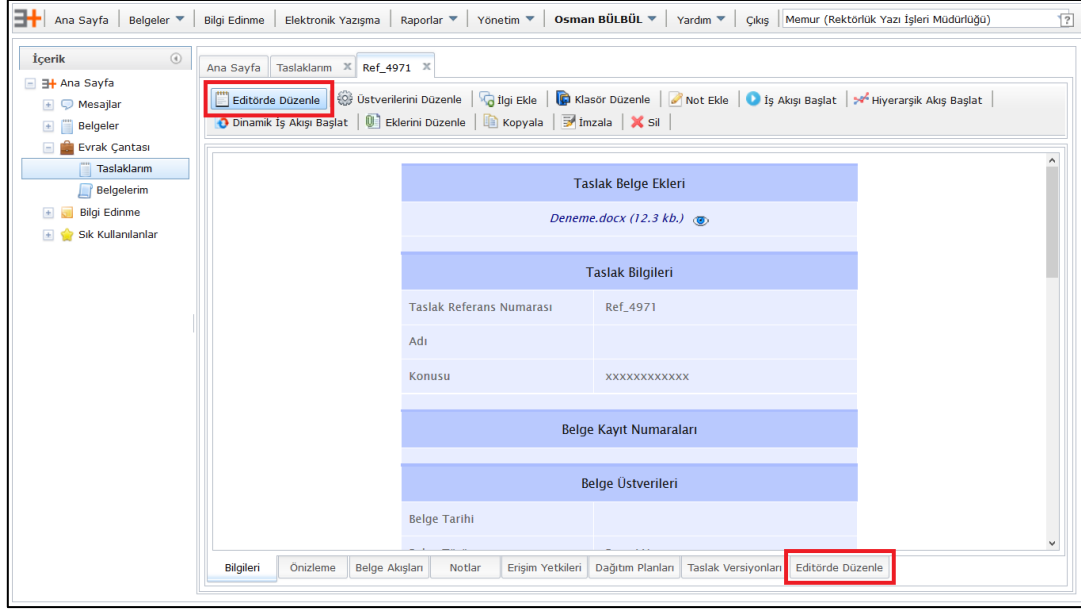 Ana Sayfa Belgeler Bilgi Edinme Elektronik Yazışma Raporlar Yönetim Osman BÜLBÜL Yardım Çıkış Memur (Rektörlük Yazı İşleri Müdürlüğü) ?
İçerik
Ana Sayfa
Mesajlar
Belgeler
Evrak Çantası
Taslaklarım
Belgelerim
Bilgi Edinme
Sık Kullanılanlar
Ana Sayfa Taslaklarım X Ref_4971 X
Editörde Düzenle Üstverilerini Düzenle İlgi Ekle Klasör Düzenle Not Ekle İş Akışı Başlat Hiyerarşik Akış Başlat
Dinamik İş Akışı Başlat Eklerini Düzenle Kopyala İmzala Sil
Taslak Belge Ekleri
Deneme.docx (12.3 kb.)
Taslak Bilgileri
Taslak Referans Numarası Ref_4971
Adı
Konusu xxxxxxxxxxxx
Belge Kayıt Numaraları
Belge Üstverileri
Belge Tarihi
Bilgileri Önizleme Belge Akışları Notlar Erişim Yetkileri Dağıtım Planları Taslak Versiyonları Editörde Düzenle